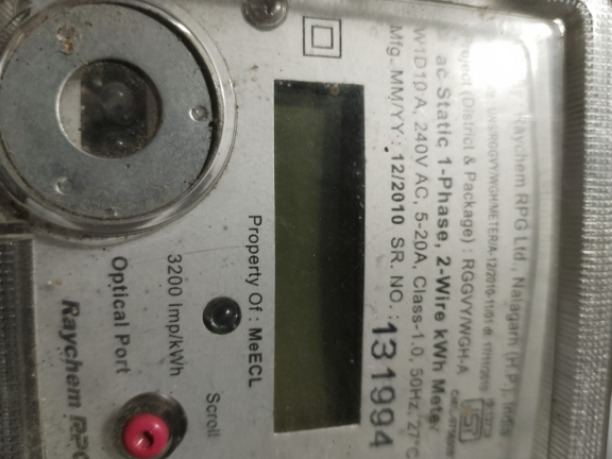 Raychem RPG Ltd., Nalagarh (H.P.), India
Project (District & Package) : RGGVY/WGH-A
ac Static 1-Phase, 2-Wire kWh Meter
W1D10 A, 240V AC, 5-20A, Class-1.0, 50Hz, 27°C
Mfg. MM/YY : 12/2010 SR. NO. : 131994
Property Of : MeECL
3200 Imp/kWh
Scroll
Optical Port
Raychem RPG